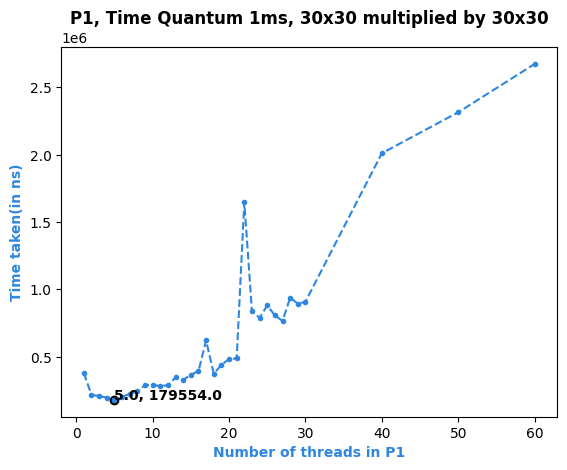 P1, Time Quantum 1ms, 30x30 multiplied by 30x30
1e6
2.5
2.0
1.5
1.0
0.5
Time taken(in ns)
5.0, 179554.0
0 10 20 30 40 50 60
Number of threads in P1